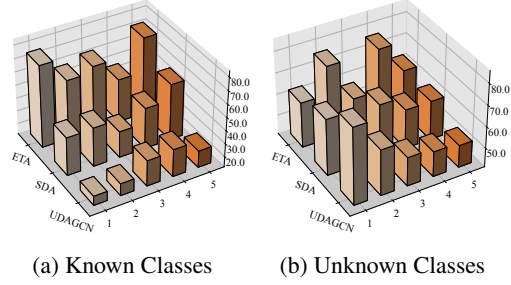 80.0
70.0
60.0
50.0
40.0
30.0
20.0
ETA
SDA
UDAGCN
1
2
3
4
5
(a) Known Classes
80.0
70.0
60.0
50.0
ETA
SDA
UDAGCN
1
2
3
4
5
(b) Unknown Classes